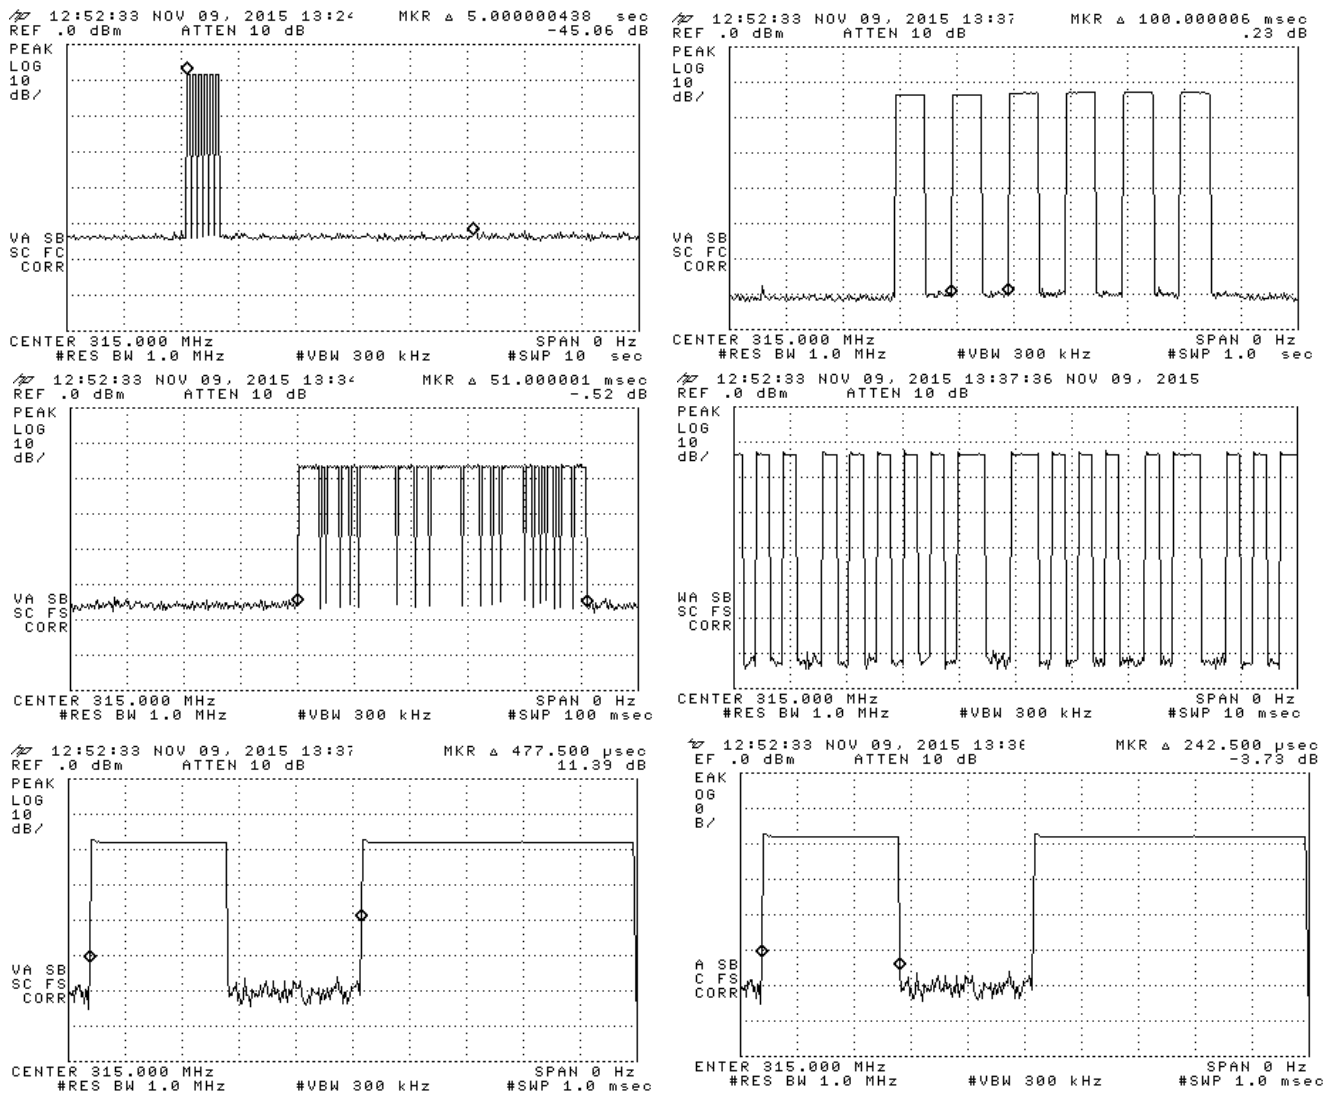 hp 12:52:33 NOV 09, 2015 13:24 MKR Δ 5.000000438 sec
REF .0 dBm ATTEN 10 dB -45.06 dB
PEAK
LOG
10
dB/
VA SB
SC FC
CORR
CENTER 315.000 MHz SPAN 0 Hz
#RES BW 1.0 MHz #VBW 300 kHz #SWP 10 sec
hp 12:52:33 NOV 09, 2015 13:37 MKR Δ 100.000006 msec
REF .0 dBm ATTEN 10 dB .23 dB
PEAK
LOG
10
dB/
VA SB
SC FC
CORR
CENTER 315.000 MHz SPAN 0 Hz
#RES BW 1.0 MHz #VBW 300 kHz #SWP 1.0 sec
hp 12:52:33 NOV 09, 2015 13:34 MKR Δ 51.000001 msec
REF .0 dBm ATTEN 10 dB -.52 dB
PEAK
LOG
10
dB/
VA SB
SC FS
CORR
CENTER 315.000 MHz SPAN 0 Hz
#RES BW 1.0 MHz #VBW 300 kHz #SWP 100 msec
hp 12:52:33 NOV 09, 2015 13:37:36 NOV 09, 2015
REF .0 dBm ATTEN 10 dB
PEAK
LOG
10
dB/
WA SB
SC FS
CORR
CENTER 315.000 MHz SPAN 0 Hz
#RES BW 1.0 MHz #VBW 300 kHz #SWP 10 msec
hp 12:52:33 NOV 09, 2015 13:37 MKR Δ 477.500 µsec
REF .0 dBm ATTEN 10 dB 11.39 dB
PEAK
LOG
10
dB/
VA SB
SC FS
CORR
CENTER 315.000 MHz SPAN 0 Hz
#RES BW 1.0 MHz #VBW 300 kHz #SWP 1.0 msec
hp 12:52:33 NOV 09, 2015 13:36 MKR Δ 242.500 µsec
EF .0 dBm ATTEN 10 dB -3.73 dB
EAK
OG
0
B/
A SB
C FS
CORR
ENTER 315.000 MHz SPAN 0 Hz
#RES BW 1.0 MHz #VBW 300 kHz #SWP 1.0 msec